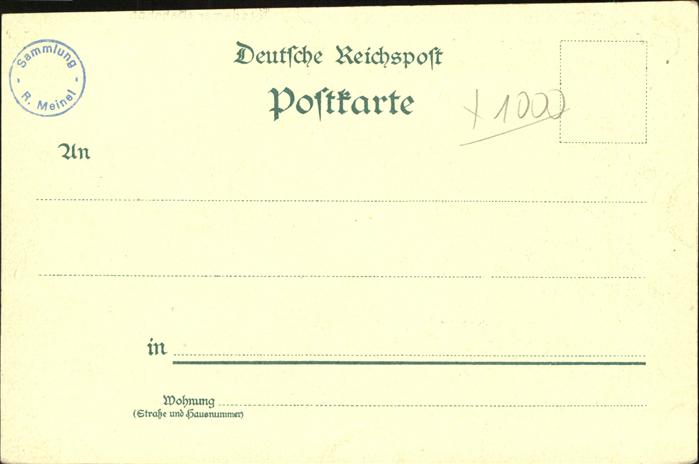 Sammlung
R. Meinel
Deutsche Reichspost
Postkarte
x 1000
An
in
Wohnung
(Straße und Hausnummer)